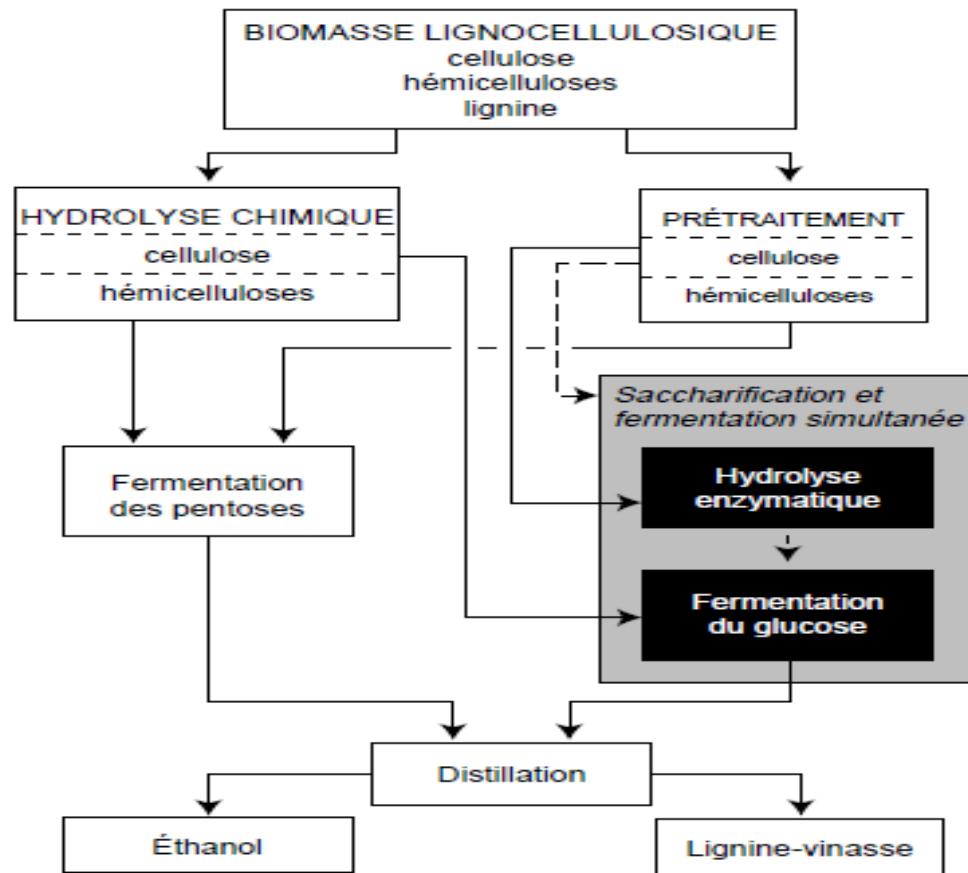 BIOMASSE LIGNOCELLULOSIQUE
cellulose
hémicelluloses
lignine
HYDROLYSE CHIMIQUE
cellulose
hémicelluloses
PRÉTRAITEMENT
cellulose
hémicelluloses
Saccharification et
fermentation simultanée
Hydrolyse
enzymatique
Fermentation
des pentoses
Fermentation
du glucose
Distillation
Éthanol
Lignine-vinasse